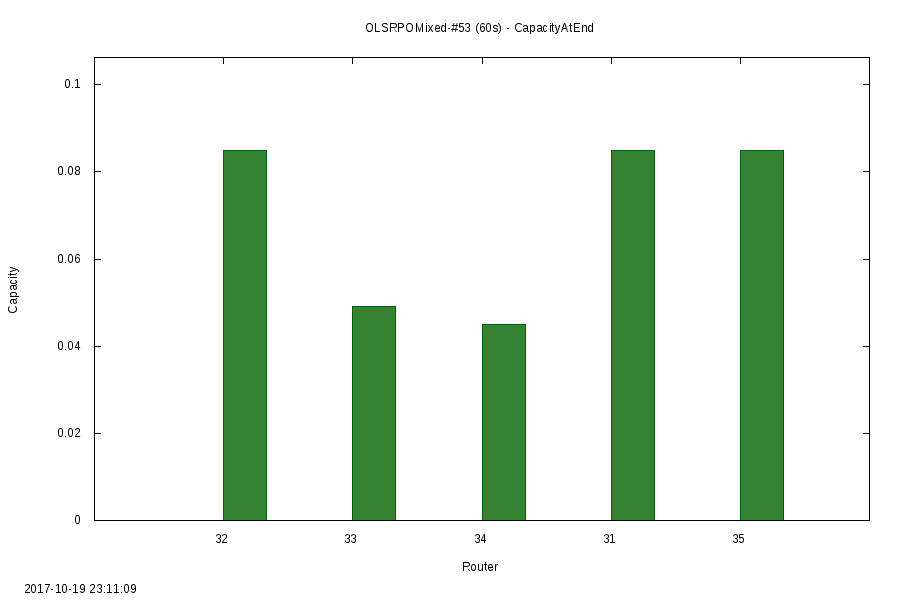 OLSRPOMixed-#53 (60s) - CapacityAtEnd
0.1
0.08
0.06
0.04
0.02
0
Capacity
32 33 34 31 35
Router
2017-10-19 23:11:09